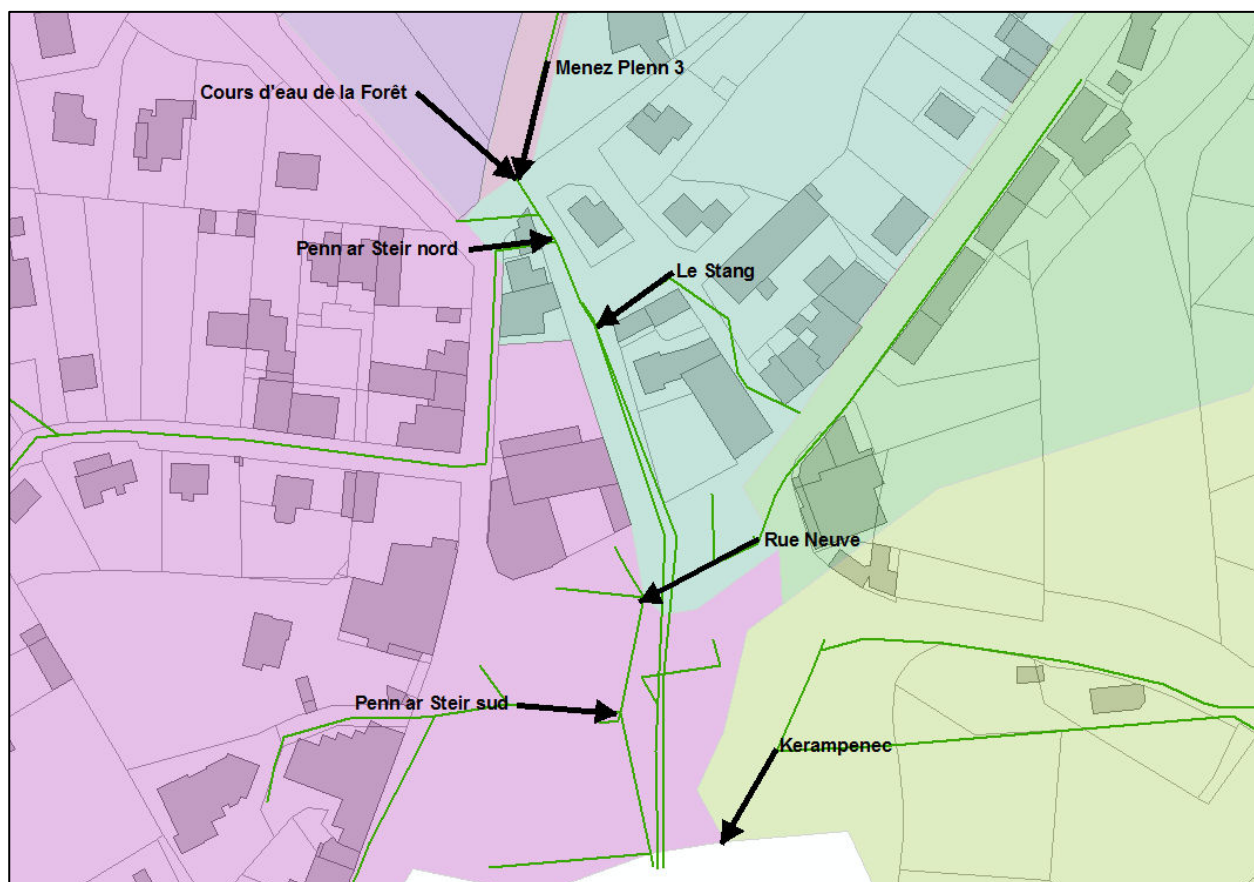 Menez Plenn 3
Cours d'eau de la Forêt
Penn ar Steir nord
Le Stang
Rue Neuve
Penn ar Steir sud
Kerampenec